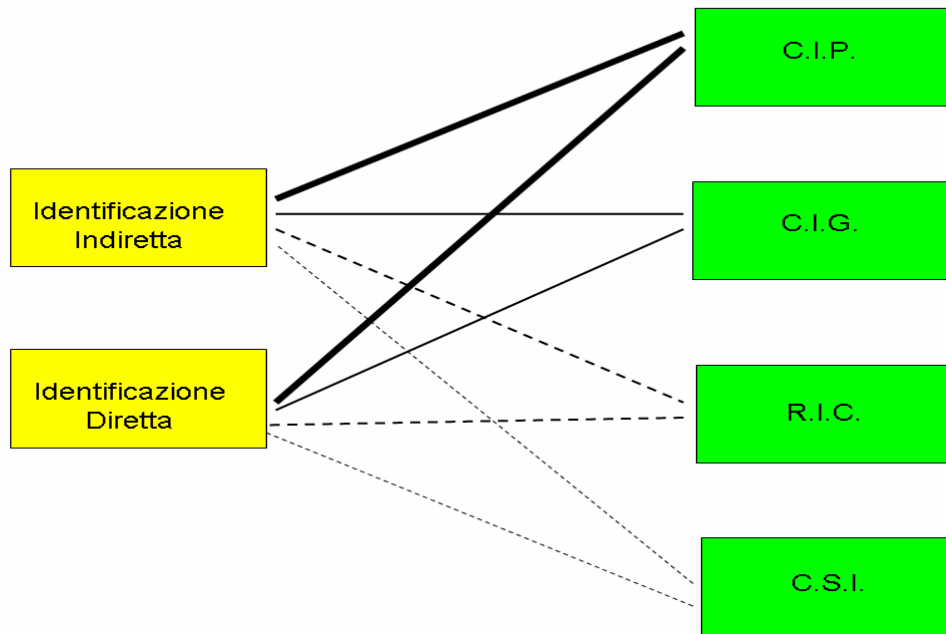 C.I.P.
Identificazione
Indiretta
C.I.G.
Identificazione
Diretta
R.I.C.
C.S.I.